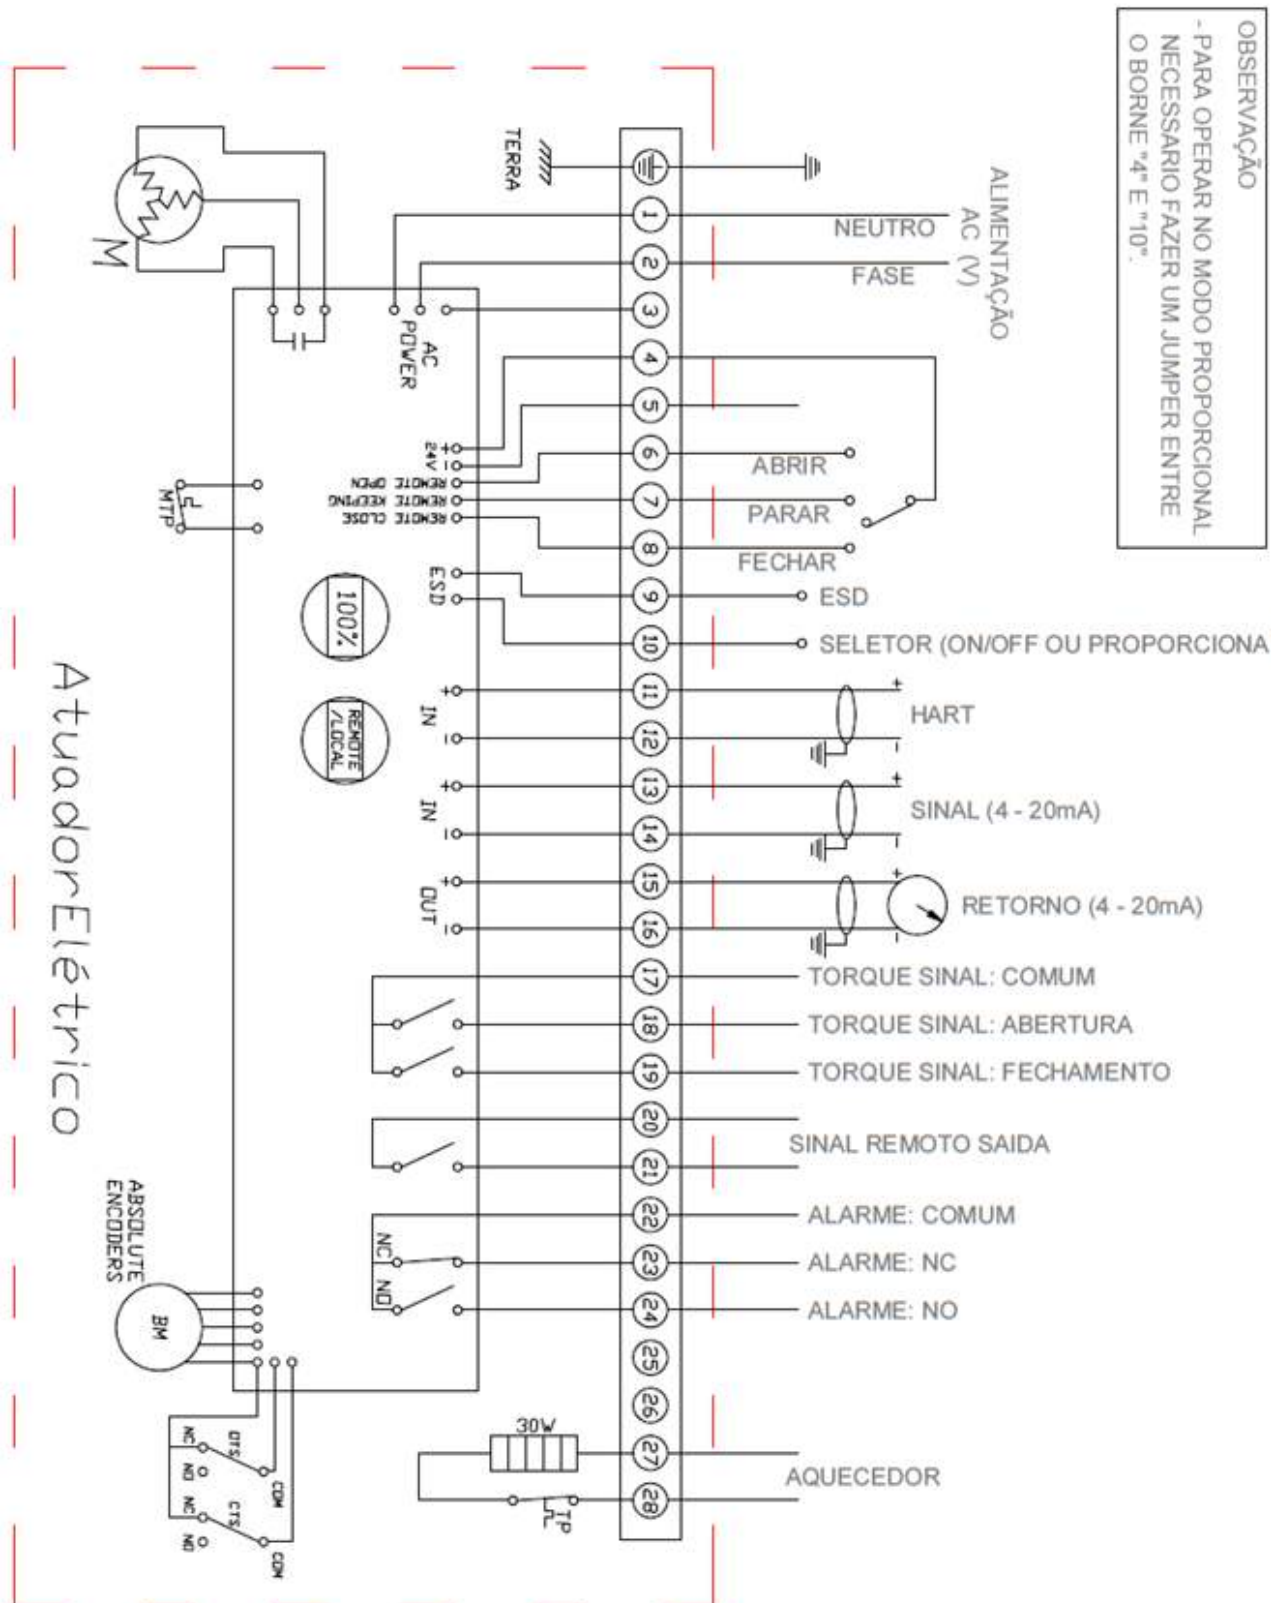 OBSERVAÇÃO
- PARA OPERAR NO MODO PROPORCIONAL
NECESSARIO FAZER UM JUMPER ENTRE
O BORNE "4" E "10".
ALIMENTAÇÃO
AC (V)
TERRA
1
NEUTRO
2
FASE
3
4
5
6
ABRIR
7
PARAR
8
FECHAR
9
ESD
10
SELETOR (ON/OFF OU PROPORCIONA
11
+
12
-
HART
13
+
14
-
SINAL (4 - 20mA)
15
+
16
-
RETORNO (4 - 20mA)
17
TORQUE SINAL: COMUM
18
TORQUE SINAL: ABERTURA
19
TORQUE SINAL: FECHAMENTO
20
21
SINAL REMOTO SAIDA
22
ALARME: COMUM
23
ALARME: NC
24
ALARME: NO
25
26
27
28
AQUECEDOR
M
AC
POWER
+
24V
-
REMOTE OPEN
REMOTE KEEPING
REMOTE CLOSE
MTP
ESD
100%
REMOTE
/LOCAL
+
IN
-
+
IN
-
+
OUT
-
NC
NO
Atuador Elétrico
ABSOLUTE
ENCODERS
BM
30W
TP
NC
OTS
NO
COM
NC
CTS
NO
COM